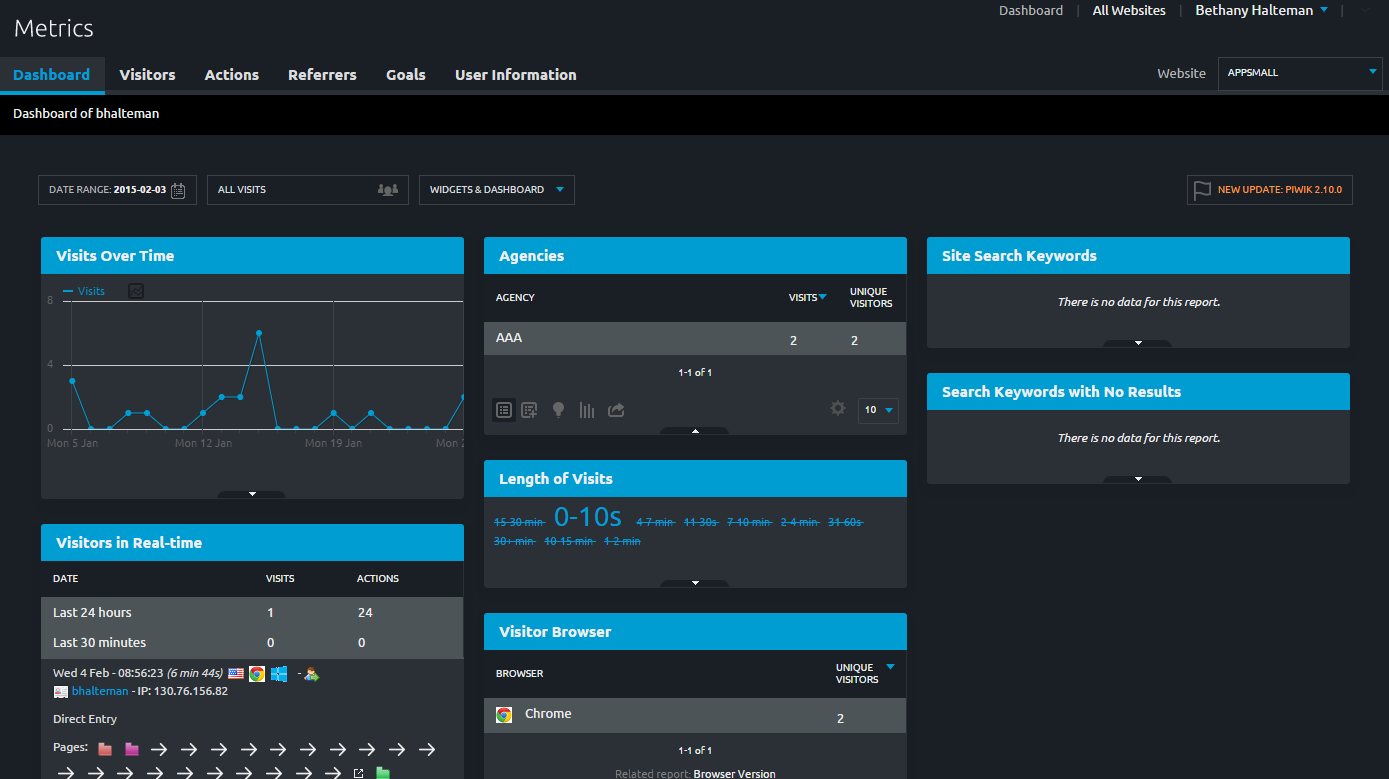 Metrics
Dashboard | All Websites | Bethany Halteman
Dashboard Visitors Actions Referrers Goals User Information
Website APPSMALL
Dashboard of bhalteman
DATE RANGE: 2015-02-03
ALL VISITS
WIDGETS & DASHBOARD
NEW UPDATE: PIWIK 2.10.0
Visits Over Time
Visits
8
4
0
Mon 5 Jan Mon 12 Jan Mon 19 Jan Mon 2
Visitors in Real-time
DATE VISITS ACTIONS
Last 24 hours 1 24
Last 30 minutes 0 0
Wed 4 Feb - 08:56:23 (6 min 44s) -
bhalteman - IP: 130.76.156.82
Direct Entry
Pages:
Agencies
AGENCY VISITS UNIQUE
VISITORS
AAA 2 2
1-1 of 1
10
Length of Visits
15-30 min 0-10s 4-7 min 11-30s 7-10 min 2-4 min 31-60s
30+ min 10-15 min 1-2 min
Visitor Browser
BROWSER UNIQUE
VISITORS
Chrome 2
1-1 of 1
Related report: Browser Version
Site Search Keywords
There is no data for this report.
Search Keywords with No Results
There is no data for this report.